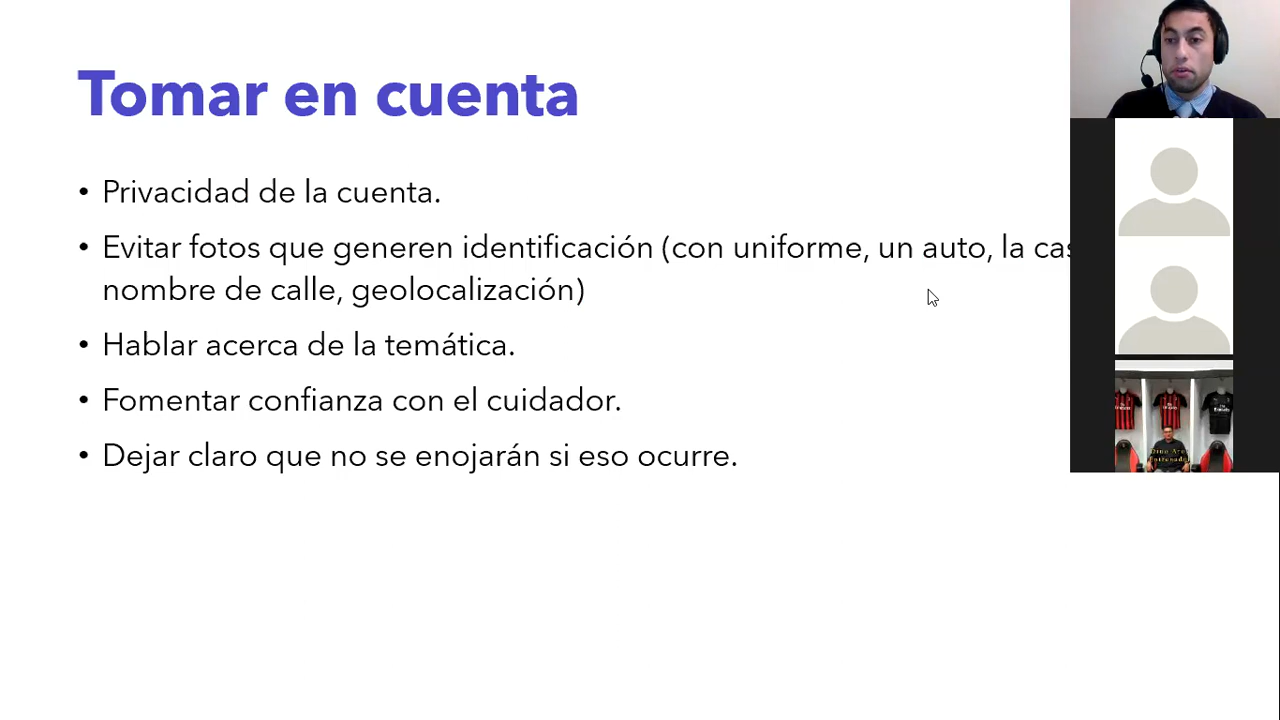 Tomar en cuenta
• Privacidad de la cuenta.
• Evitar fotos que generen identificación (con uniforme, un auto, la cas
nombre de calle, geolocalización)
• Hablar acerca de la temática.
• Fomentar confianza con el cuidador.
• Dejar claro que no se enojarán si eso ocurre.